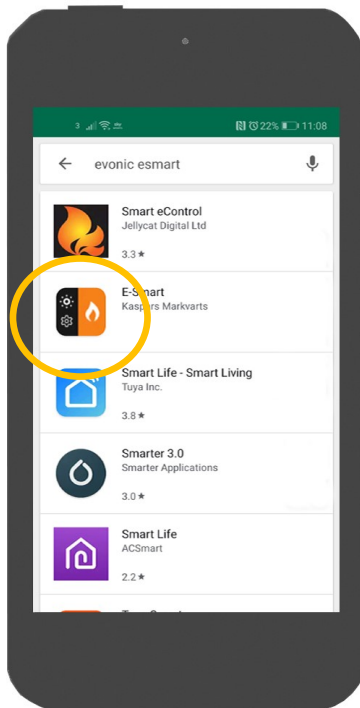 3 22% 11:08
evonic esmart
Smart eControl
Jellycat Digital Ltd
3.3 ★
E-Smart
Kaspars Markvarts
Smart Life - Smart Living
Tuya Inc.
3.8 ★
Smarter 3.0
Smarter Applications
3.0 ★
Smart Life
ACSmart
2.2 ★